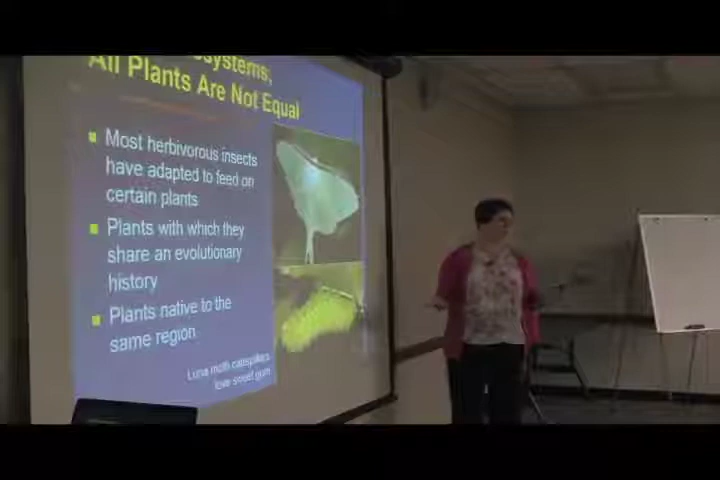 systems,
All Plants Are Not Equal
Most herbivorous insects
have adapted to feed on
certain plants
Plants with which they
share an evolutionary
history
Plants native to the
same region
Luna moth caterpillars
love sweet gum